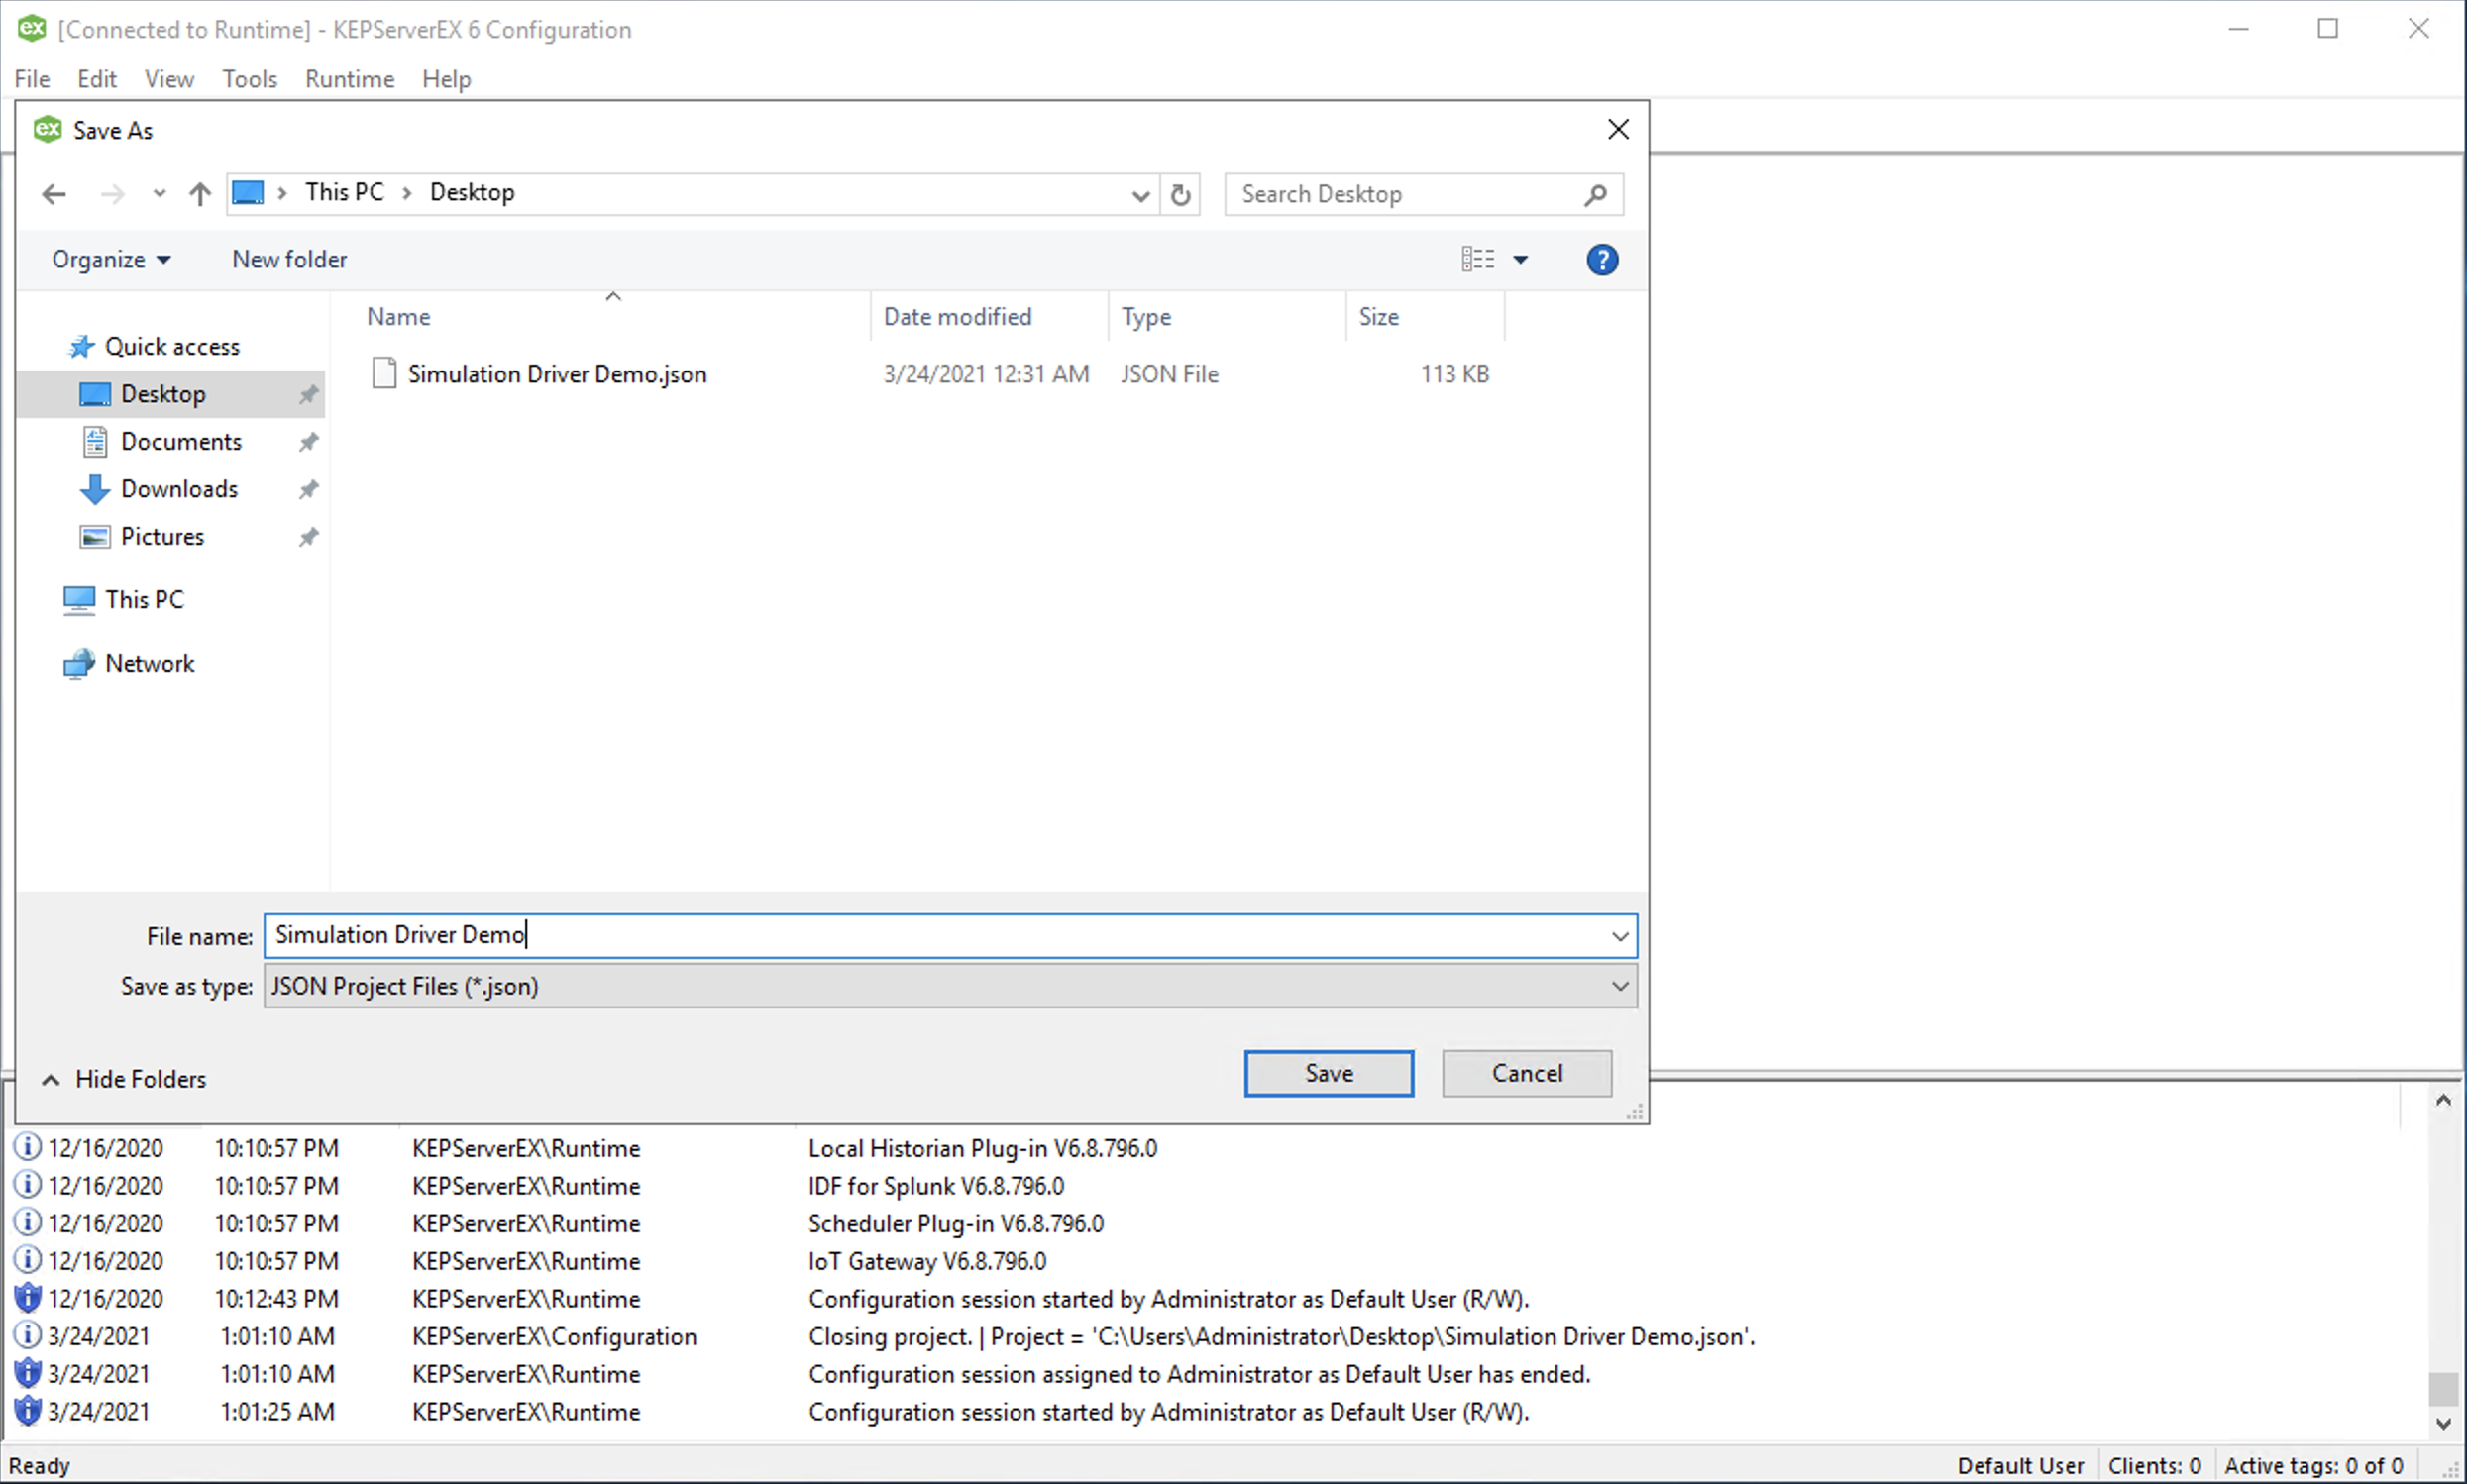 ex [Connected to Runtime] - KEPServerEX 6 Configuration
File Edit View Tools Runtime Help
ex Save As
This PC > Desktop
Search Desktop
Organize New folder ?
Name Date modified Type Size
Quick access
Simulation Driver Demo.json 3/24/2021 12:31 AM JSON File 113 KB
Desktop
Documents
Downloads
Pictures
This PC
Network
File name: Simulation Driver Demo
Save as type: JSON Project Files (*.json)
Save Cancel
Hide Folders
12/16/2020 10:10:57 PM KEPServerEX\Runtime Local Historian Plug-in V6.8.796.0
12/16/2020 10:10:57 PM KEPServerEX\Runtime IDF for Splunk V6.8.796.0
12/16/2020 10:10:57 PM KEPServerEX\Runtime Scheduler Plug-in V6.8.796.0
12/16/2020 10:10:57 PM KEPServerEX\Runtime IoT Gateway V6.8.796.0
12/16/2020 10:12:43 PM KEPServerEX\Runtime Configuration session started by Administrator as Default User (R/W).
3/24/2021 1:01:10 AM KEPServerEX\Configuration Closing project. | Project = 'C:\Users\Administrator\Desktop\Simulation Driver Demo.json'.
3/24/2021 1:01:10 AM KEPServerEX\Runtime Configuration session assigned to Administrator as Default User has ended.
3/24/2021 1:01:25 AM KEPServerEX\Runtime Configuration session started by Administrator as Default User (R/W).
Ready Default User Clients: 0 Active tags: 0 of 0